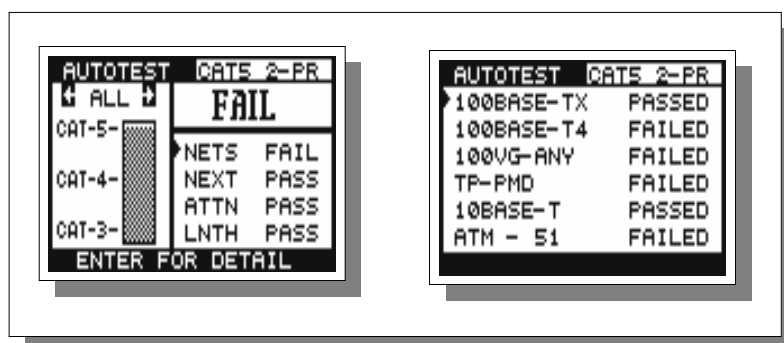 AUTOTEST CAT5 2-PR
ALL
FAIL
CAT-5-
CAT-4-
CAT-3-
NETS FAIL
NEXT PASS
ATTN PASS
LNTH PASS
ENTER FOR DETAIL
AUTOTEST CAT5 2-PR
100BASE-TX PASSED
100BASE-T4 FAILED
100VG-ANY FAILED
TP-PMD FAILED
10BASE-T PASSED
ATM - 51 FAILED